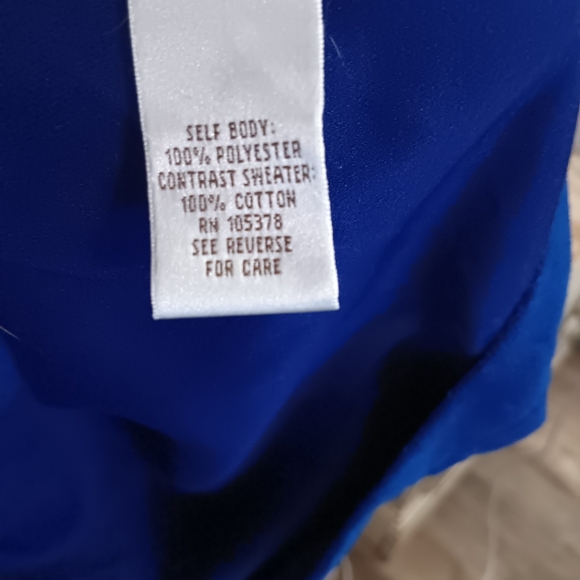 SELF BODY:
100% POLYESTER
CONTRAST SWEATER:
100% COTTON
RN 105378
SEE REVERSE
FOR CARE